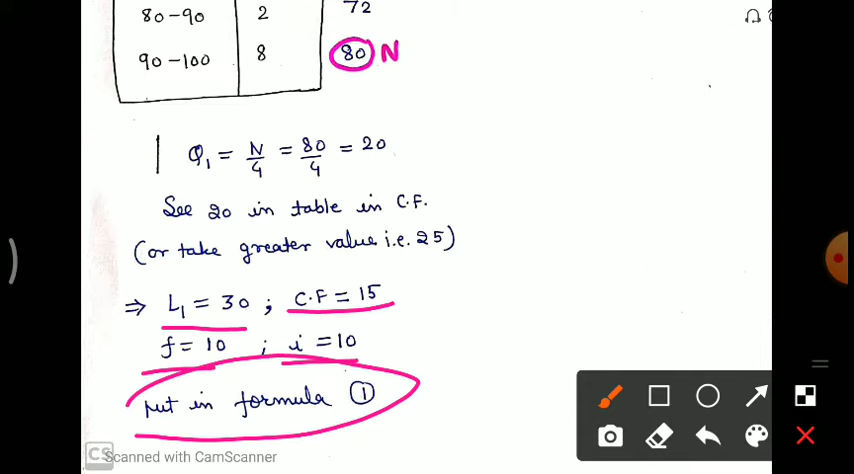 80-90 2 72
90-100 8 80 N
Q₁ = N/4 = 80/4 = 20
See 20 in table in C.F.
(or take greater value i.e. 25)
⇒ L₁ = 30 ; C.F = 15
f = 10 ; i = 10
put in formula ①
CS Scanned with CamScanner